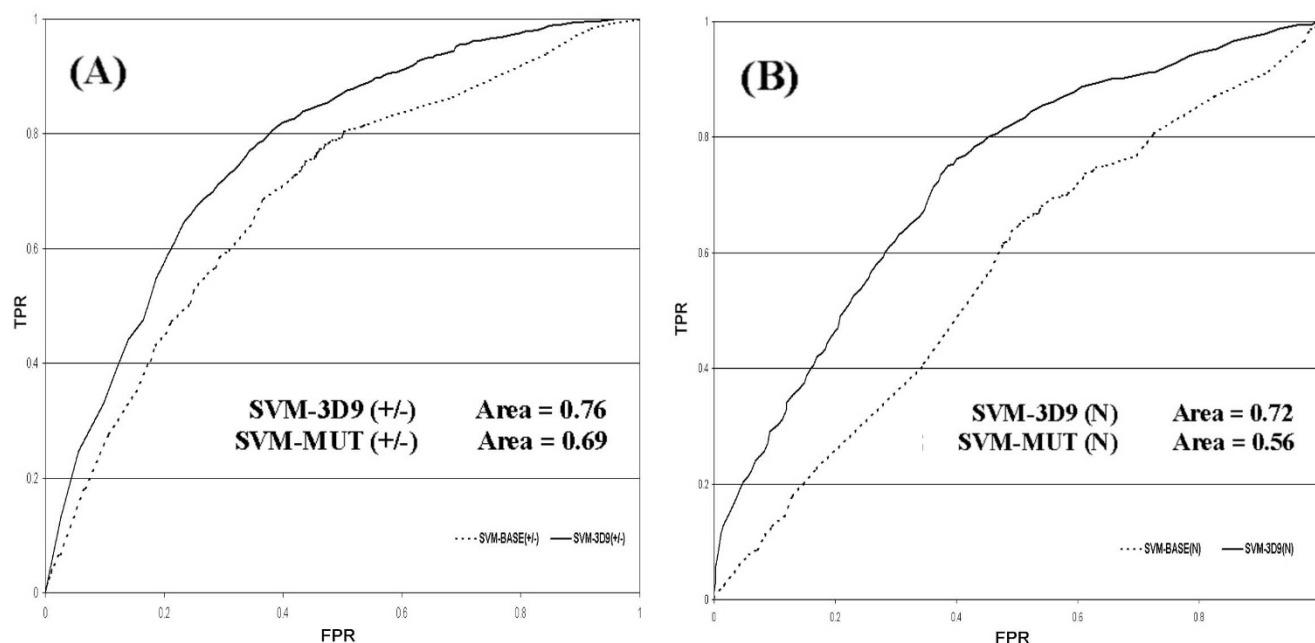 (A)
TPR
1
0.8
0.6
0.4
0.2
0
SVM-3D9 (+/-) Area = 0.76
SVM-MUT (+/-) Area = 0.69
SVM-BASE(+/-) SVM-3D9(+/-)
0 0.2 0.4 0.6 0.8 1
FPR
(B)
TPR
1
0.8
0.6
0.4
0.2
0
SVM-3D9 (N) Area = 0.72
SVM-MUT (N) Area = 0.56
SVM-BASE(N) SVM-3D9(N)
0 0.2 0.4 0.6 0.8
FPR